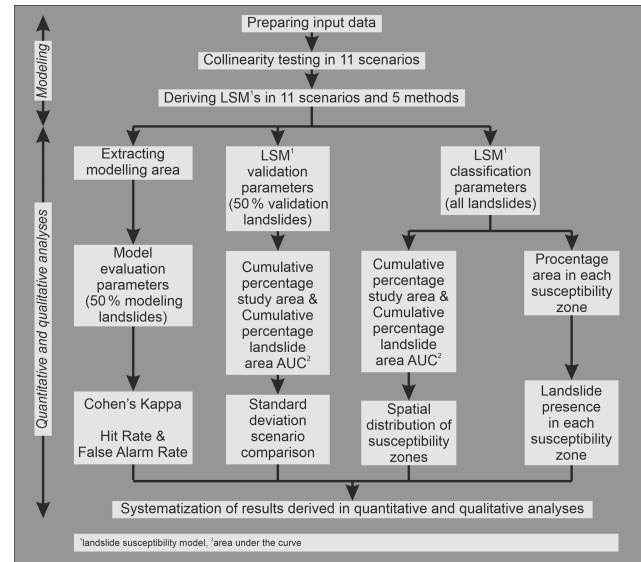 Modeling
Preparing input data
Collinearity testing in 11 scenarios
Deriving LSM¹s in 11 scenarios and 5 methods
Quantitative and qualitative analyses
Extracting
modelling area
Model
evaluation
parameters
(50 % modeling
landslides)
Cohen's Kappa
Hit Rate &
False Alarm Rate
LSM¹
validation
parameters
(50 % validation
landslides)
Cumulative
percentage
study area &
Cumulative
percentage
landslide
area AUC²
Standard
deviation
scenario
comparison
LSM¹
classification
parameters
(all landslides)
Cumulative
percentage
study area &
Cumulative
percentage
landslide
area AUC²
Spatial
distribution of
susceptibility
zones
Procentage
area in each
susceptibility
zone
Landslide
presence
in each
susceptibility
zone
Systematization of results derived in quantitative and qualitative analyses
¹landslide susceptibility model, ²area under the curve